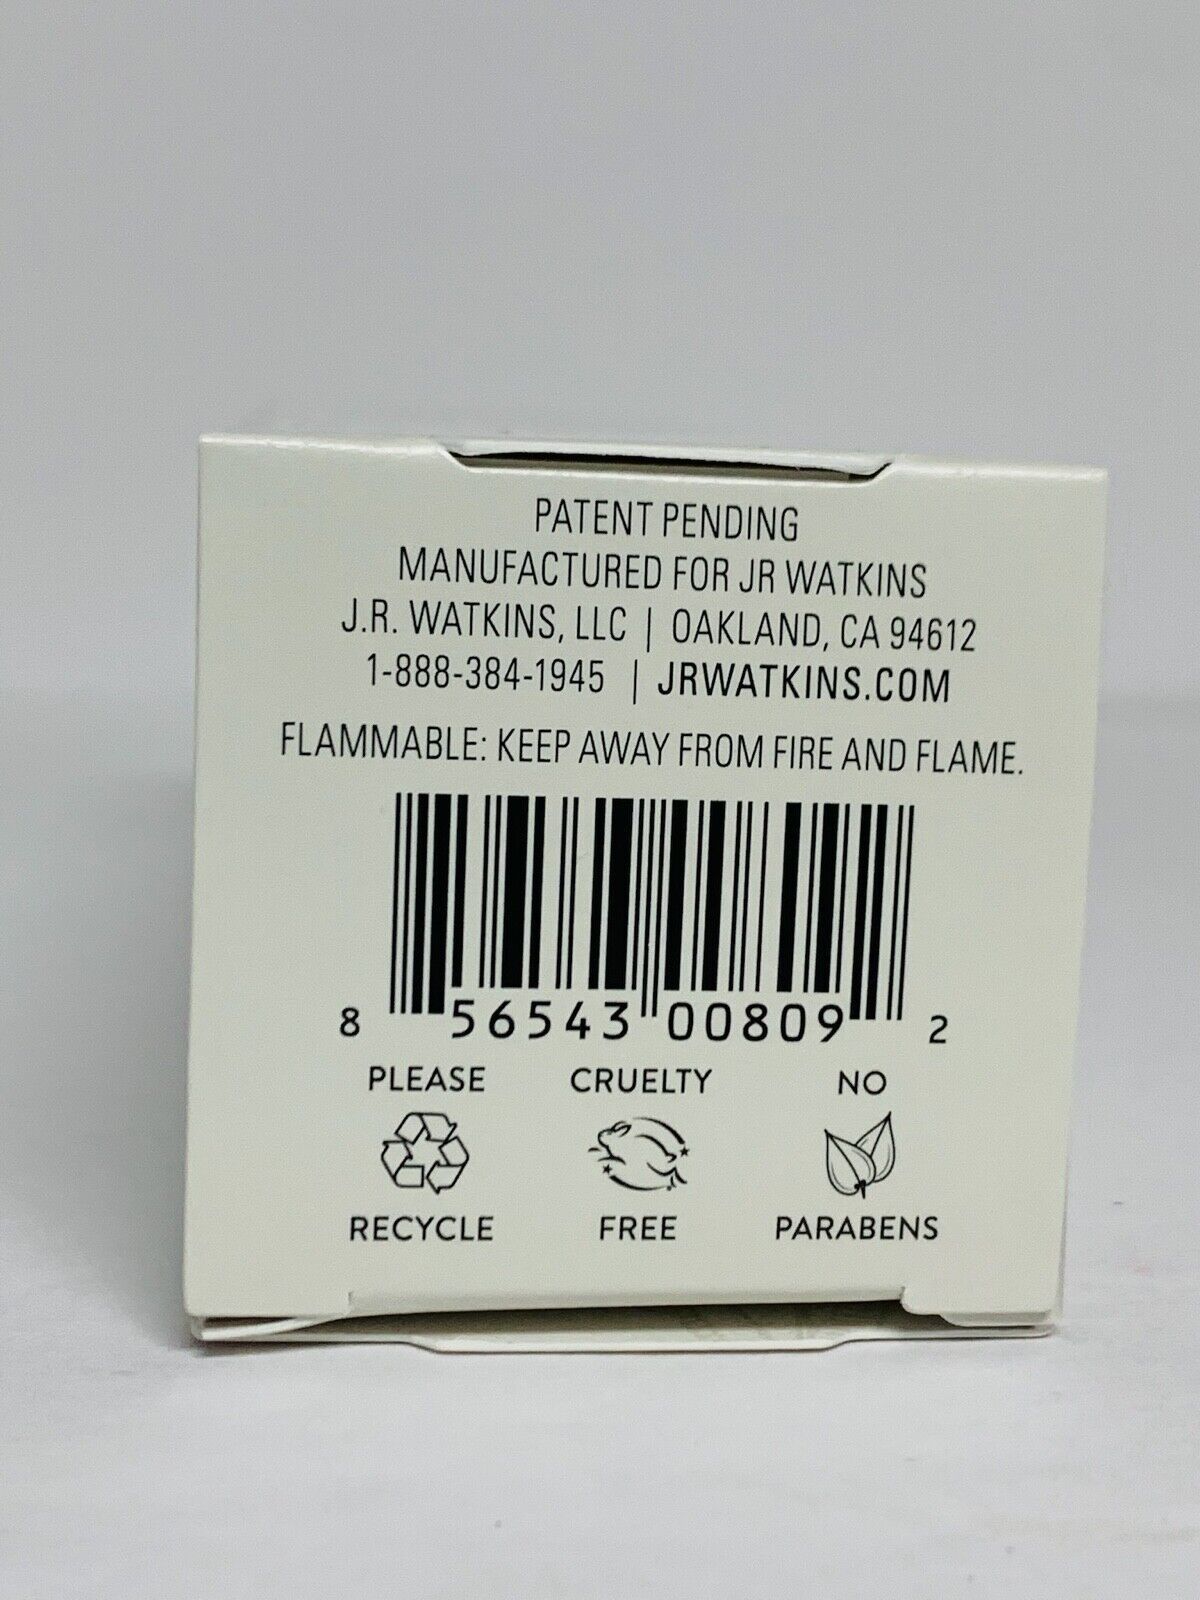 PATENT PENDING
MANUFACTURED FOR JR WATKINS
J.R. WATKINS, LLC | OAKLAND, CA 94612
1-888-384-1945 | JRWATKINS.COM
FLAMMABLE: KEEP AWAY FROM FIRE AND FLAME.
8 56543 00809 2
PLEASE CRUELTY NO
RECYCLE FREE PARABENS